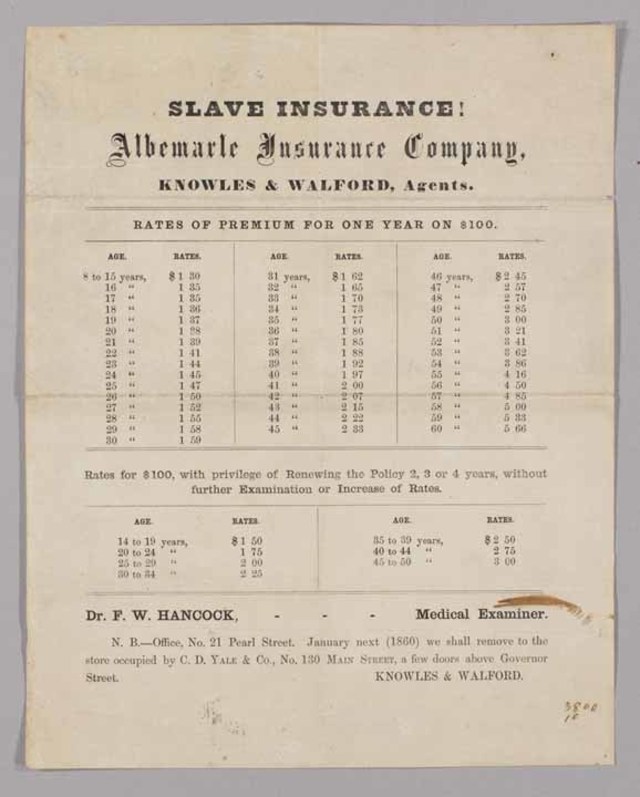 SLAVE INSURANCE!
Albemarle Insurance Company,
KNOWLES & WALFORD, Agents.
RATES OF PREMIUM FOR ONE YEAR ON $100.
AGE. RATES. AGE. RATES. AGE. RATES.
8 to 15 years, $1 30 31 years, $1 62 46 years, $2 45
16 " 1 35 32 " 1 65 47 " 2 57
17 " 1 35 33 " 1 70 48 " 2 70
18 " 1 36 34 " 1 73 49 " 2 85
19 " 1 37 35 " 1 77 50 " 3 00
20 " 1 38 36 " 1 80 51 " 3 21
21 " 1 39 37 " 1 85 52 " 3 41
22 " 1 41 38 " 1 88 53 " 3 62
23 " 1 44 39 " 1 92 54 " 3 86
24 " 1 45 40 " 1 97 55 " 4 16
25 " 1 47 41 " 2 00 56 " 4 50
26 " 1 50 42 " 2 07 57 " 4 85
27 " 1 52 43 " 2 15 58 " 5 00
28 " 1 55 44 " 2 22 59 " 5 33
29 " 1 58 45 " 2 33 60 " 5 66
30 " 1 59
Rates for $100, with privilege of Renewing the Policy 2, 3 or 4 years, without
further Examination or Increase of Rates.
AGE. RATES. AGE. RATES.
14 to 19 years, $1 50 35 to 39 years, $2 50
20 to 24 " 1 75 40 to 44 " 2 75
25 to 29 " 2 00 45 to 50 " 3 00
30 to 34 " 2 25
Dr. F. W. HANCOCK, - - - Medical Examiner.
N. B.—Office, No. 21 Pearl Street. January next (1860) we shall remove to the
store occupied by C. D. YALE & Co., No. 130 MAIN STREET, a few doors above Governor
Street. KNOWLES & WALFORD.
3800
10